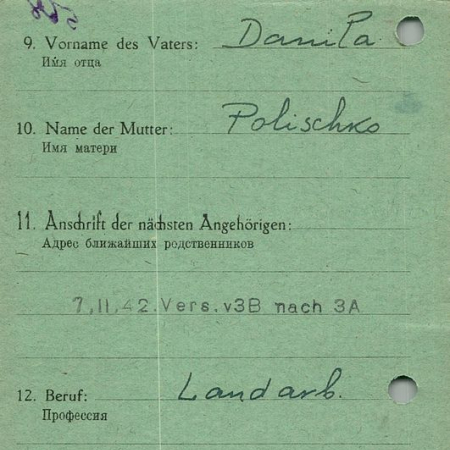 9. Vorname des Vaters: Danila
Имя отца
10. Name der Mutter: Polischko
Имя матери
11. Anschrift der nächsten Angehörigen:
Адрес ближайших родственников
7.11.42.Vers.v3B nach 3A
12. Beruf: Landarb.
Профессия